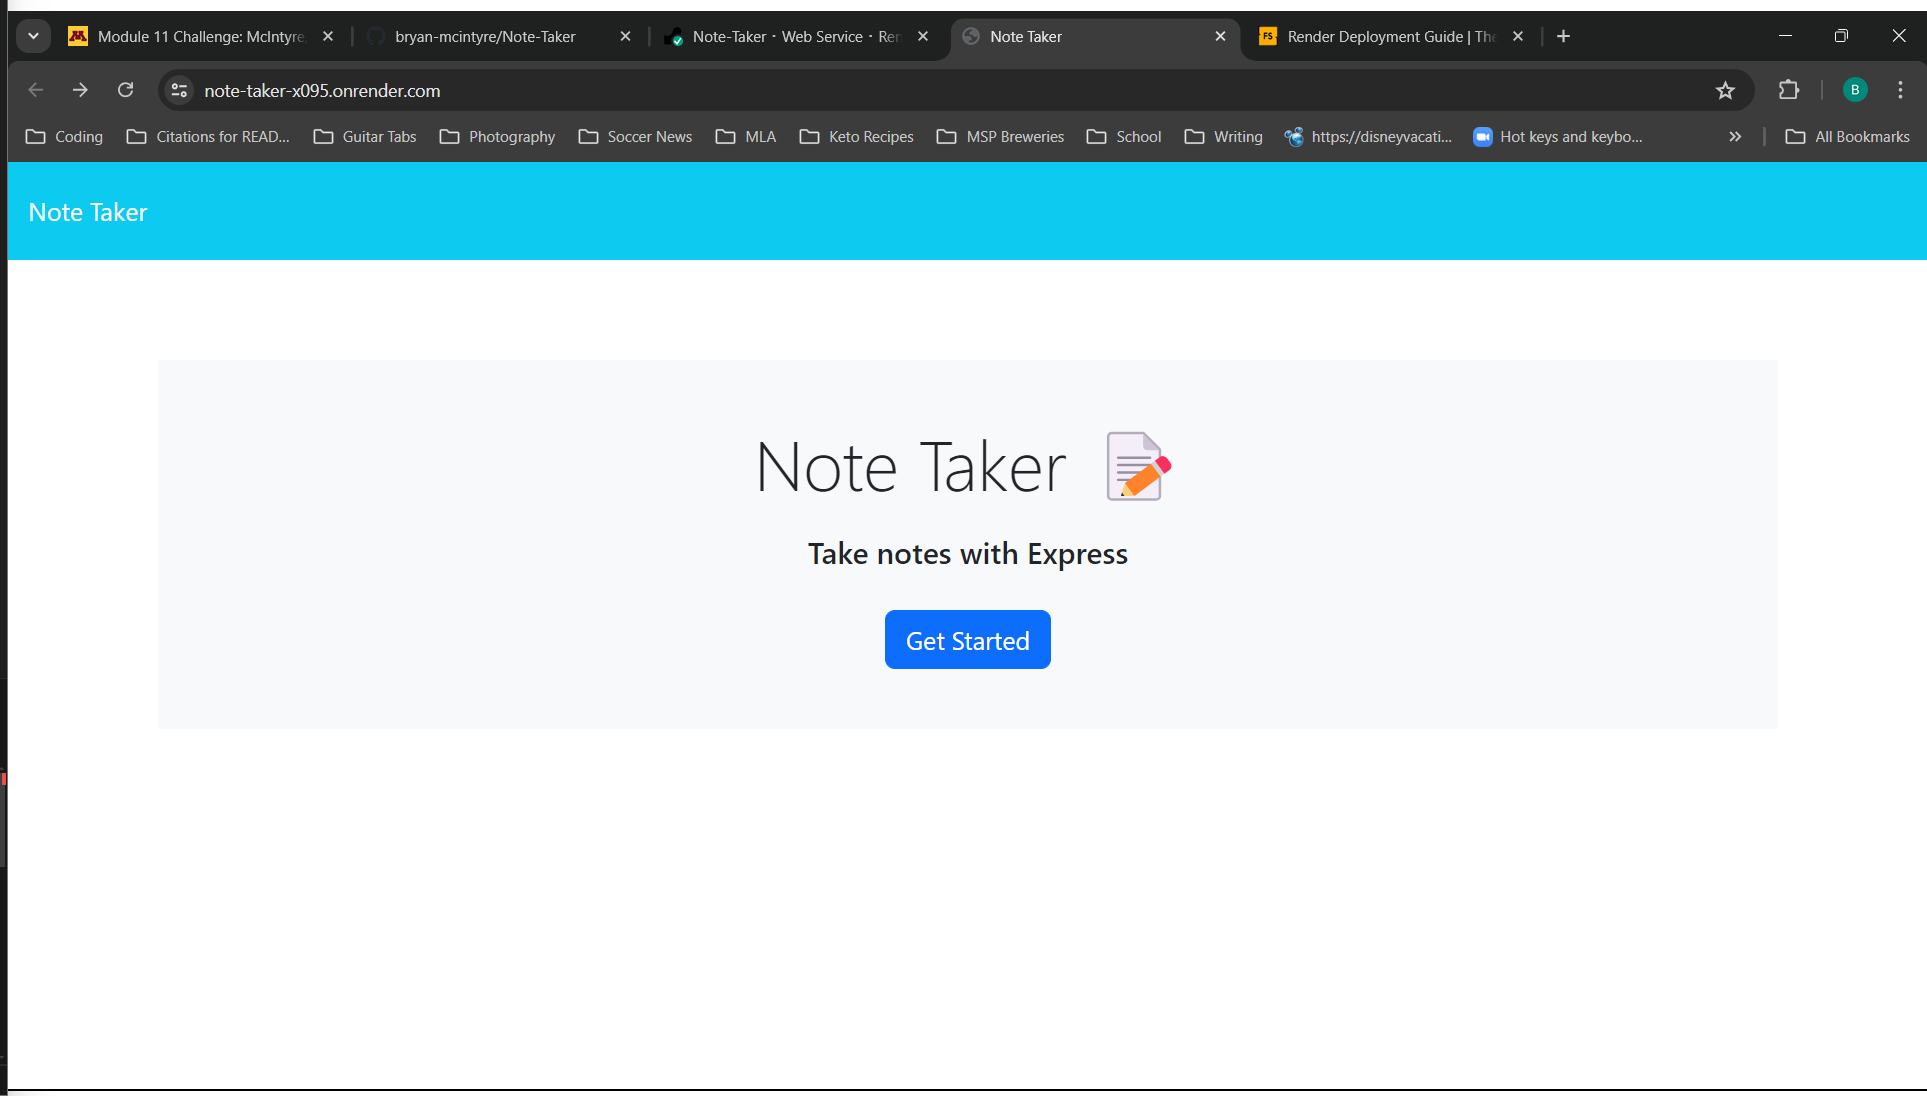 Module 11 Challenge: McIntyre,
bryan-mcintyre/Note-Taker
Note-Taker · Web Service · Ren
Note Taker
FS
Render Deployment Guide | The
note-taker-x095.onrender.com
B
Coding
Citations for READ...
Guitar Tabs
Photography
Soccer News
MLA
Keto Recipes
MSP Breweries
School
Writing
https://disneyvacati...
Hot keys and keybo...
All Bookmarks
Note Taker
Note Taker
Take notes with Express
Get Started